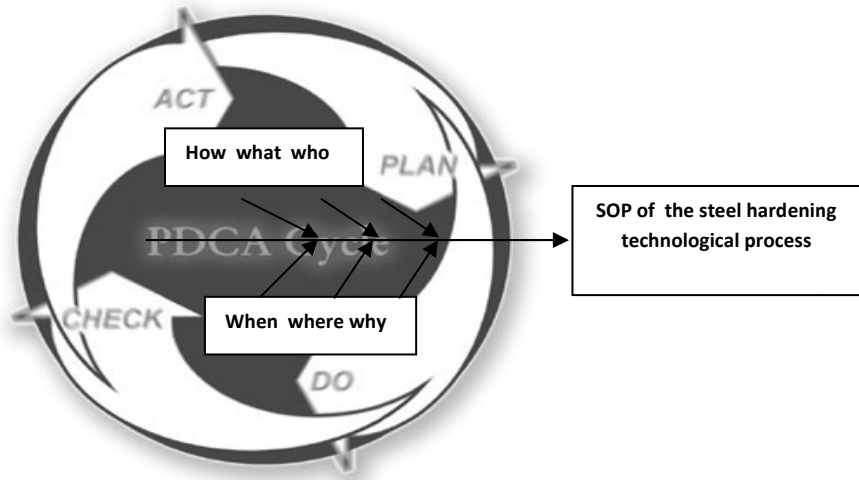 ACT
How what who
PLAN
PDCA Cycle
SOP of the steel hardening
technological process
CHECK
When where why
DO